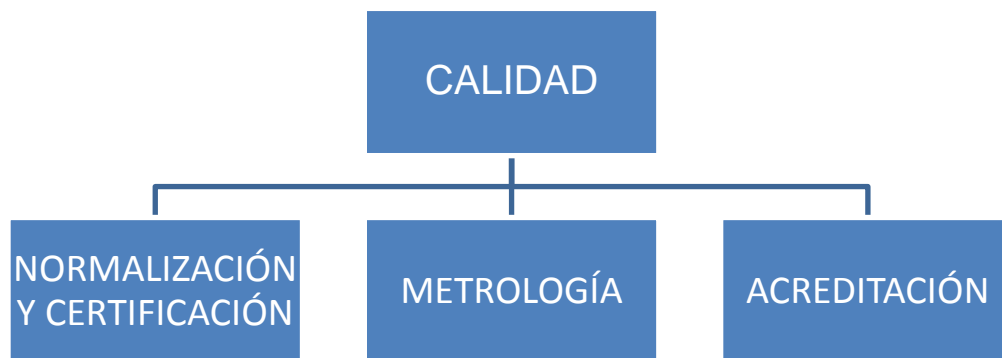 CALIDAD
NORMALIZACIÓN
Y CERTIFICACIÓN
METROLOGÍA
ACREDITACIÓN